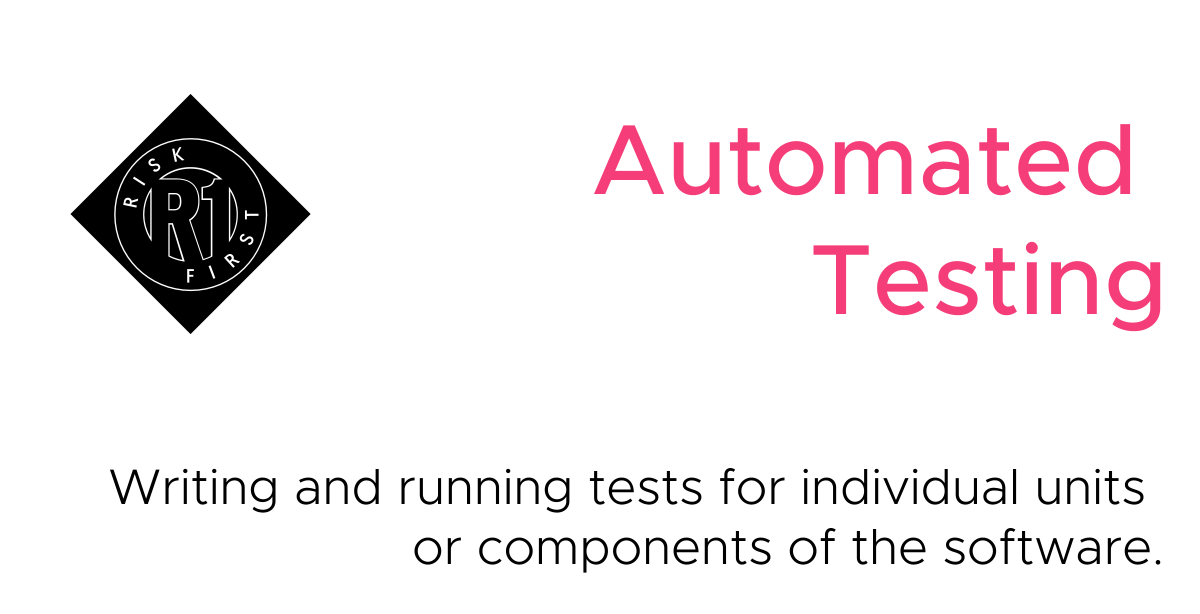 RISK
R1
FIRST
Automated
Testing
Writing and running tests for individual units
or components of the software.